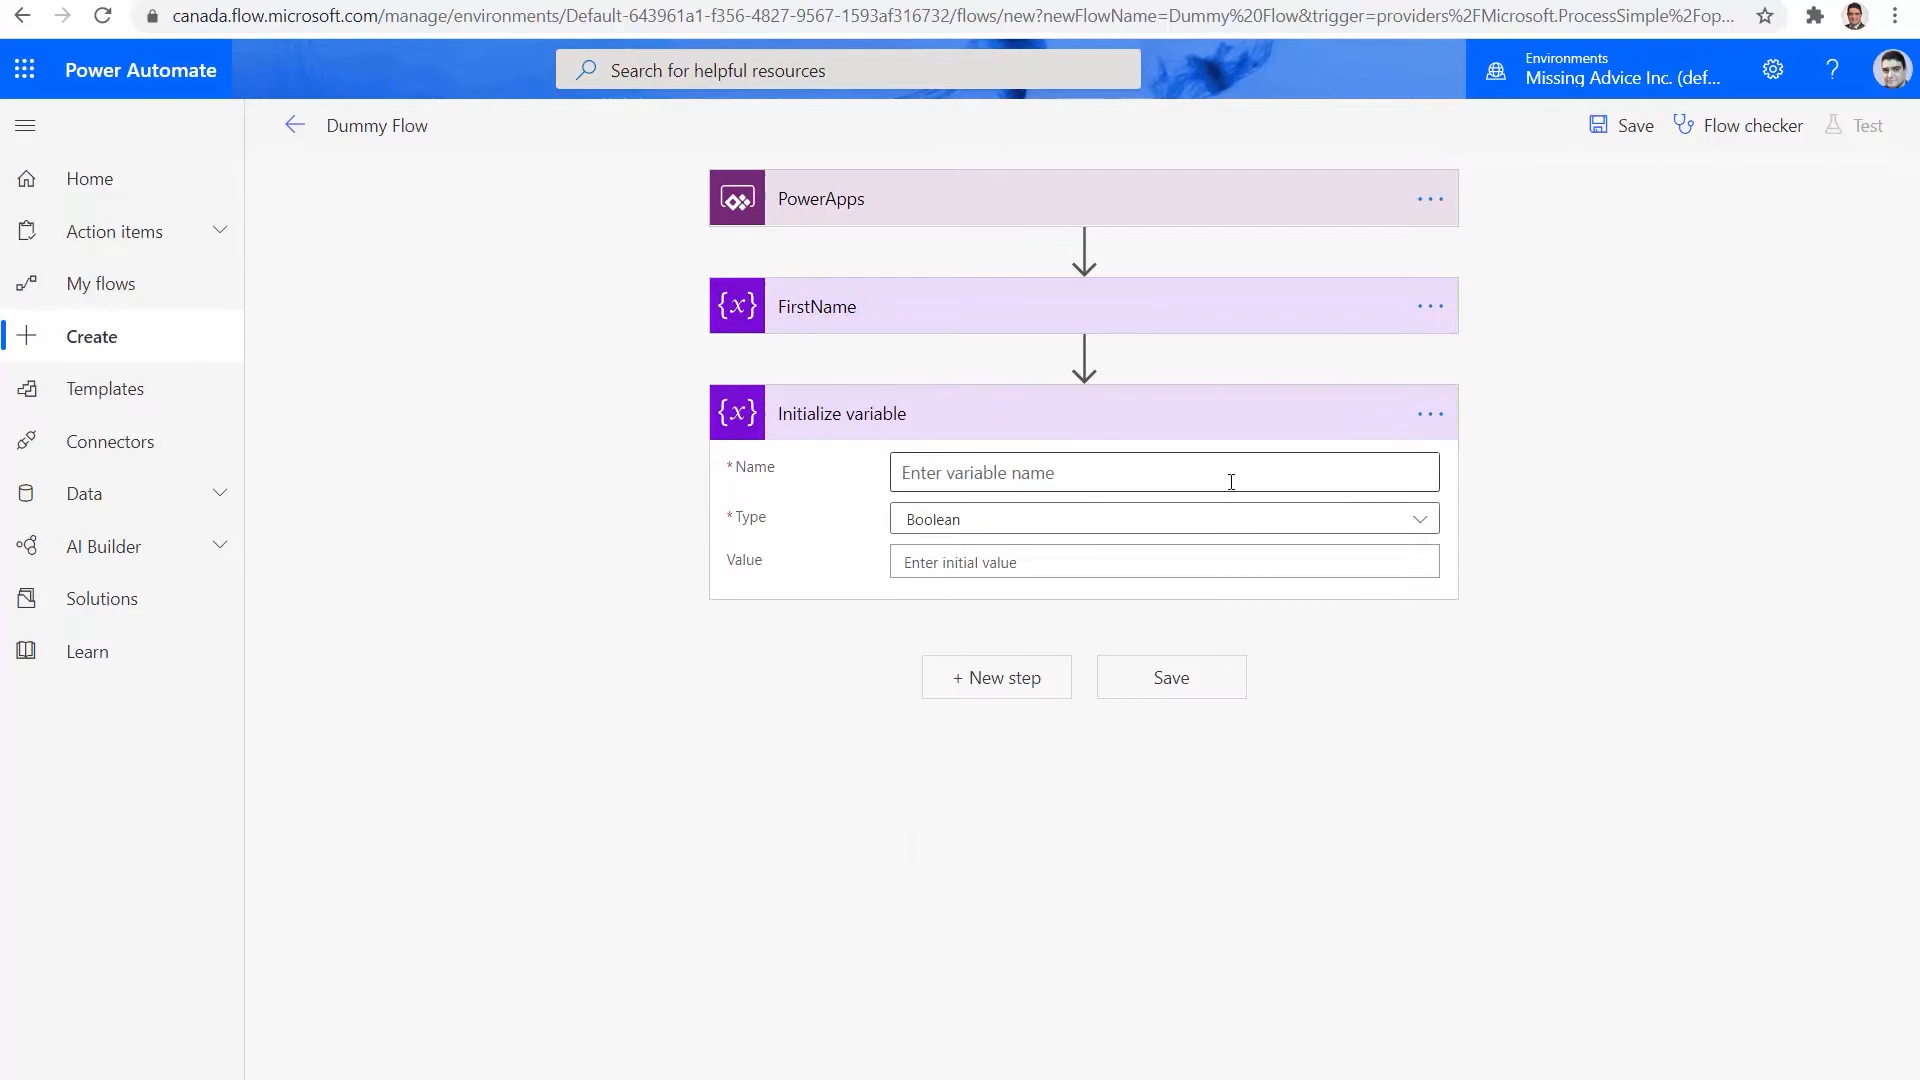 canada.flow.microsoft.com/manage/environments/Default-643961a1-f356-4827-9567-1593af316732/flows/new?newFlowName=Dummy%20Flow&trigger=providers%2FMicrosoft.ProcessSimple%2Fop...
Power Automate
Search for helpful resources
Environments
Missing Advice Inc. (def...
?
Dummy Flow
Save
Flow checker
Test
Home
Action items
My flows
Create
Templates
Connectors
Data
AI Builder
Solutions
Learn
PowerApps
{x} FirstName
{x} Initialize variable
* Name
Enter variable name
* Type
Boolean
Value
Enter initial value
+ New step
Save